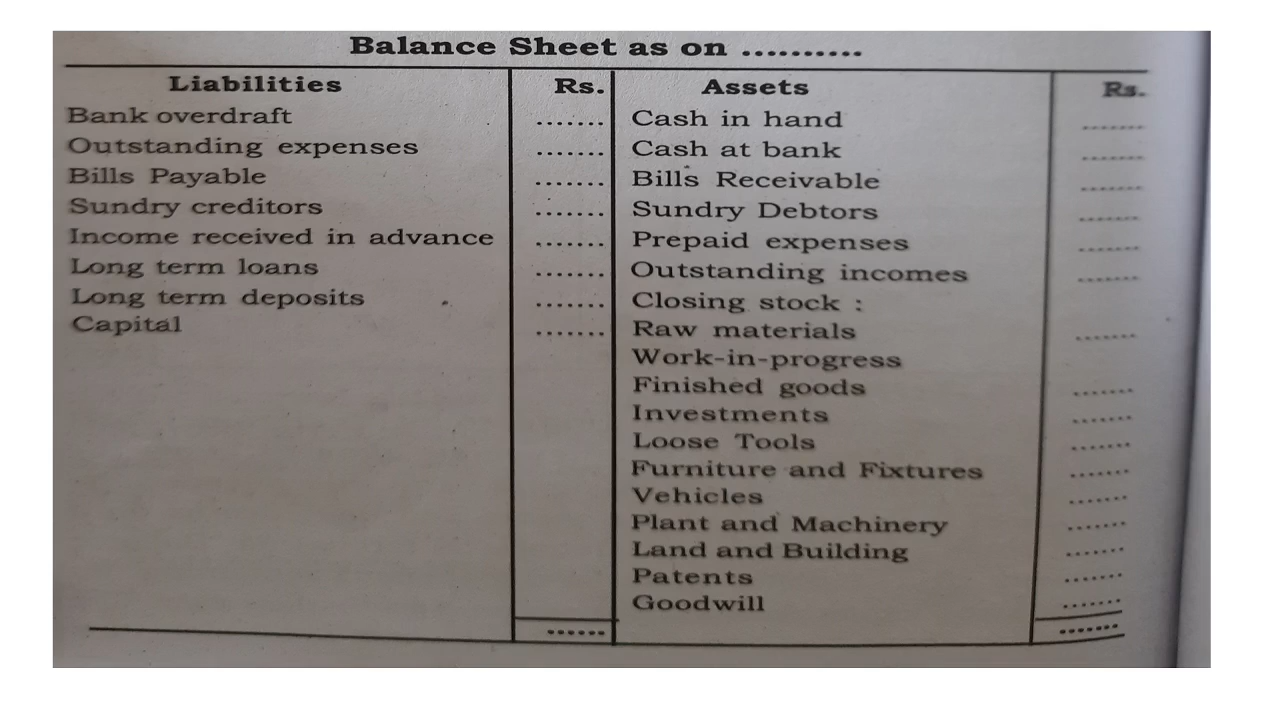 Balance Sheet as on ..........
Liabilities Rs. Assets Rs.
Bank overdraft ....... Cash in hand .......
Outstanding expenses ....... Cash at bank .......
Bills Payable ....... Bills Receivable .......
Sundry creditors ....... Sundry Debtors .......
Income received in advance ....... Prepaid expenses .......
Long term loans ....... Outstanding incomes .......
Long term deposits ....... Closing stock :
Capital ....... Raw materials .......
Work-in-progress
Finished goods .......
Investments .......
Loose Tools .......
Furniture and Fixtures .......
Vehicles .......
Plant and Machinery .......
Land and Building .......
Patents .......
Goodwill .......
...... .......